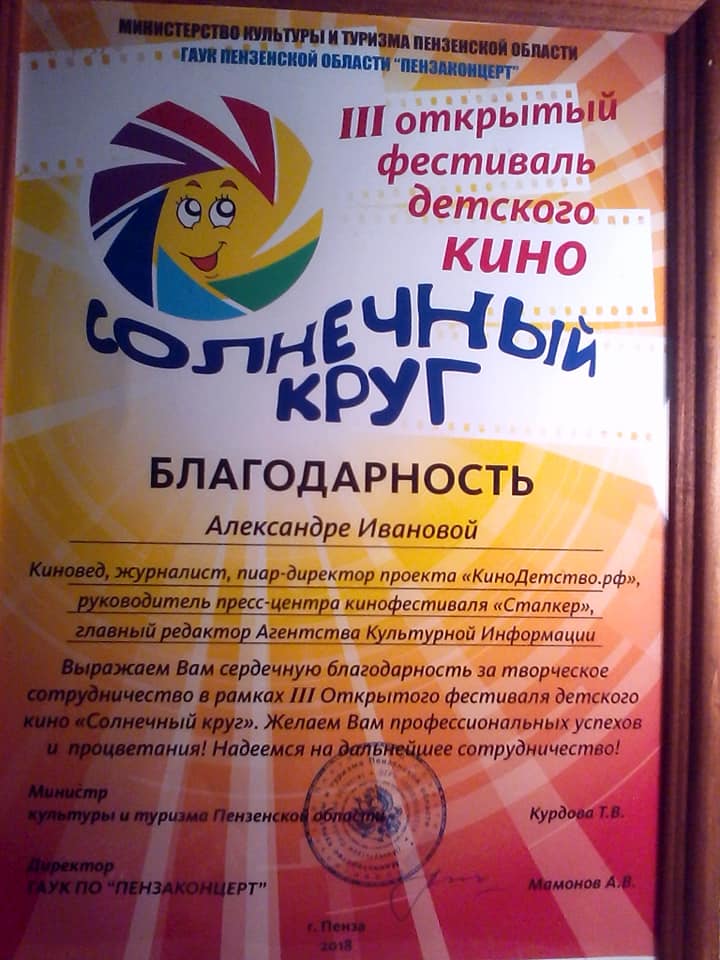 МИНИСТЕРСТВО КУЛЬТУРЫ И ТУРИЗМА ПЕНЗЕНСКОЙ ОБЛАСТИ
ГАУК ПЕНЗЕНСКОЙ ОБЛАСТИ "ПЕНЗАКОНЦЕРТ"
III открытый
фестиваль
детского
кино
СОЛНЕЧНЫЙ
КРУГ
БЛАГОДАРНОСТЬ
Александре Ивановой
Киновед, журналист, пиар-директор проекта «КиноДетство.рф»,
руководитель пресс-центра кинофестиваля «Сталкер»,
главный редактор Агентства Культурной Информации
Выражаем Вам сердечную благодарность за творческое
сотрудничество в рамках III Открытого фестиваля детского
кино «Солнечный круг». Желаем Вам профессиональных успехов
и процветания! Надеемся на дальнейшее сотрудничество!
Министр
культуры и туризма Пензенской области
Курдова Т.В.
Директор
ГАУК ПО "ПЕНЗАКОНЦЕРТ"
Мамонов А.В.
г. Пенза
2018